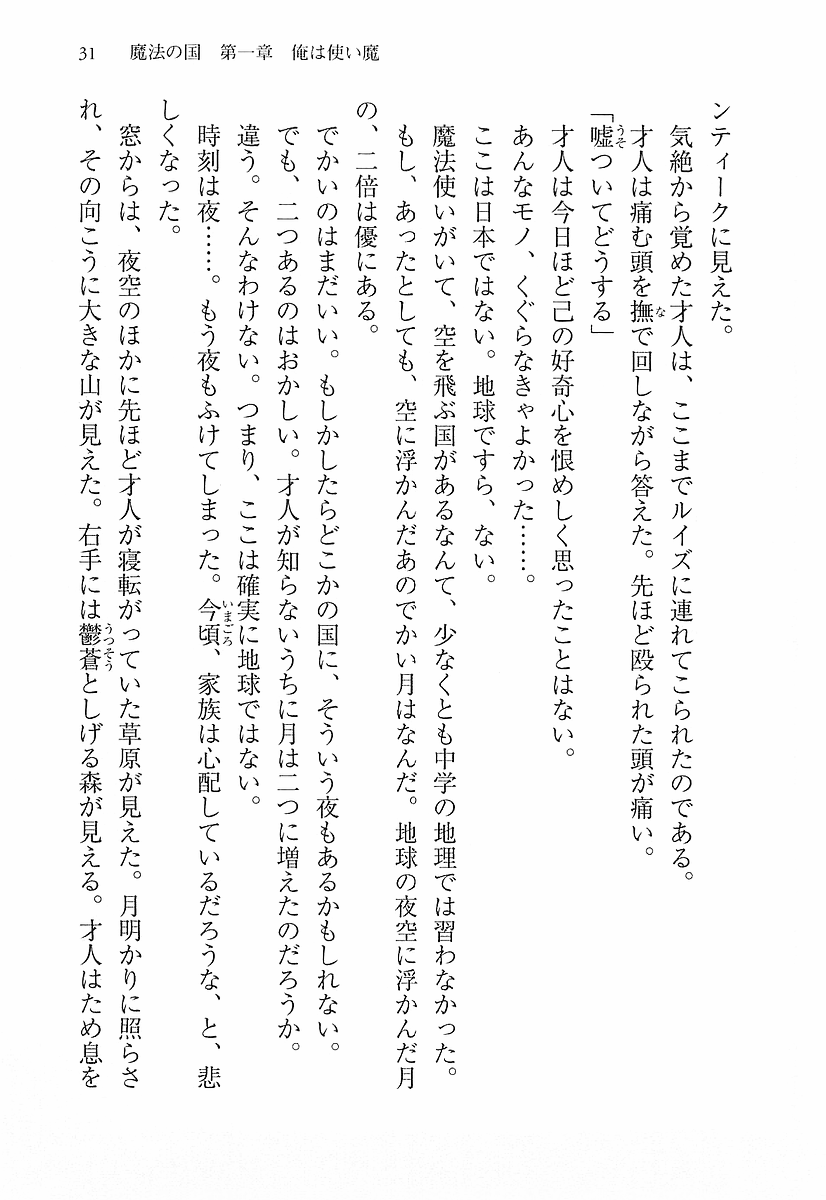 31　魔法の国　第一章　俺は使い魔
ンティークに見えた。
　気絶から覚めた才人は、ここまでルイズに連れてこられたのである。
　才人は痛む頭を撫で回しながら答えた。先ほど殴られた頭が痛い。
「嘘ついてどうする」
　才人は今日ほど己の好奇心を恨めしく思ったことはない。
　あんなモノ、くぐらなきゃよかった……。
　ここは日本ではない。地球ですら、ない。
　魔法使いがいて、空を飛ぶ国があるなんて、少なくとも中学の地理では習わなかった。
　もし、あったとしても、空に浮かんだあのでかい月はなんだ。地球の夜空に浮かんだ月
の、二倍は優にある。
　でかいのはまだいい。もしかしたらどこかの国に、そういう夜もあるかもしれない。
　でも、二つあるのはおかしい。才人が知らないうちに月は二つに増えたのだろうか。
　違う。そんなわけない。つまり、ここは確実に地球ではない。
　時刻は夜……。もう夜もふけてしまった。今頃、家族は心配しているだろうな、と、悲
しくなった。
　窓からは、夜空のほかに先ほど才人が寝転がっていた草原が見えた。月明かりに照らさ
れ、その向こうに大きな山が見えた。右手には鬱蒼としげる森が見える。才人はため息を